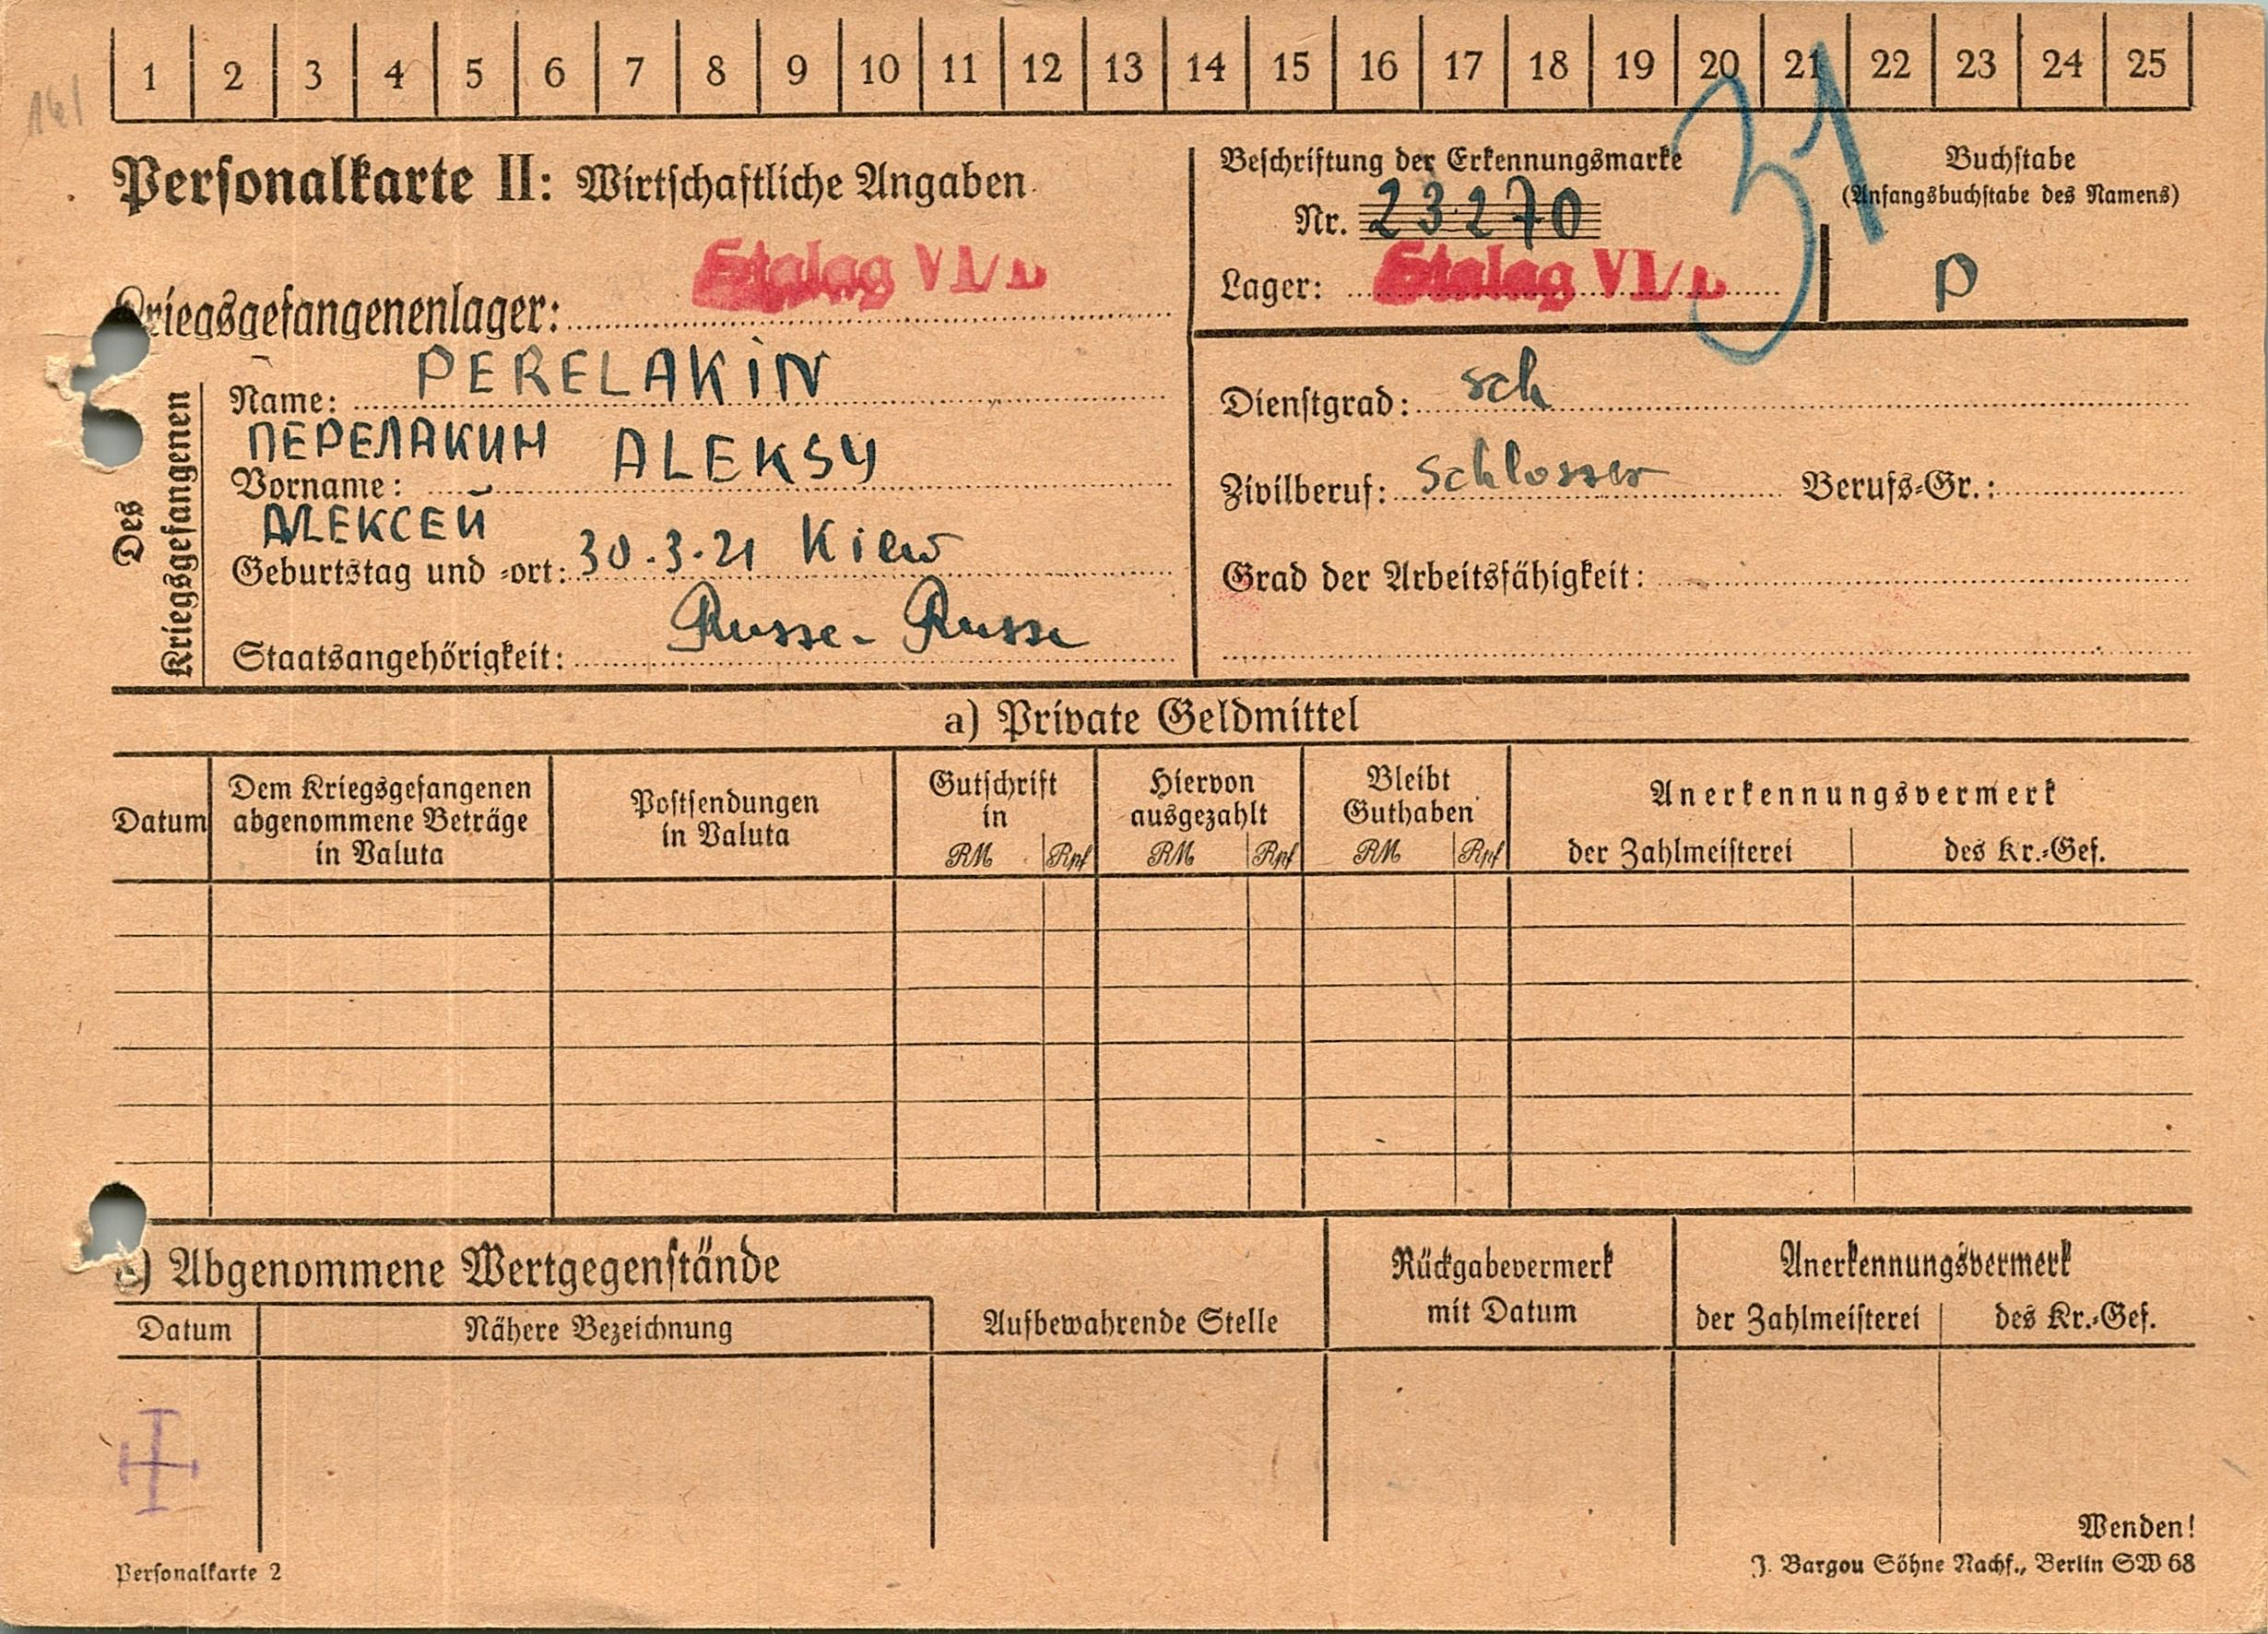 1 2 3 4 5 6 7 8 9 10 11 12 13 14 15 16 17 18 19 20 21 22 23 24 25
31
Personalkarte II: Wirtschaftliche Angaben
Kriegsgefangenenlager: Stalag VI/
Beschriftung der Erkennungsmarke
Nr. 23270
Lager: Stalag VI/
Buchstabe
(Anfangsbuchstabe des Namens)
P
Des Kriegsgefangenen
Name: PERELAKIN
ПЕРЕЛАКИН
Vorname: ALEKSY
АЛЕКСЕЙ
Geburtstag und -ort: 30.3.21 Kiew
Staatsangehörigkeit: Russe - Russe
Dienstgrad: sch
Zivilberuf: Schlosser Berufs-Gr.:
Grad der Arbeitsfähigkeit:
a) Private Geldmittel
Datum
Dem Kriegsgefangenen
abgenommene Beträge
in Valuta
Postsendungen
in Valuta
Gutschrift
in
RM Rpf
Hiervon
ausgezahlt
RM Rpf
Bleibt
Guthaben
RM Rpf
Anerkennungsvermerk
der Zahlmeisterei des Kr.-Gef.
) Abgenommene Wertgegenstände
Datum Nähere Bezeichnung
Aufbewahrende Stelle
Rückgabevermerk
mit Datum
Anerkennungsvermerk
der Zahlmeisterei des Kr.-Gef.
Wenden!
Personalkarte 2
J. Bargou Söhne Nachf., Berlin SW 68